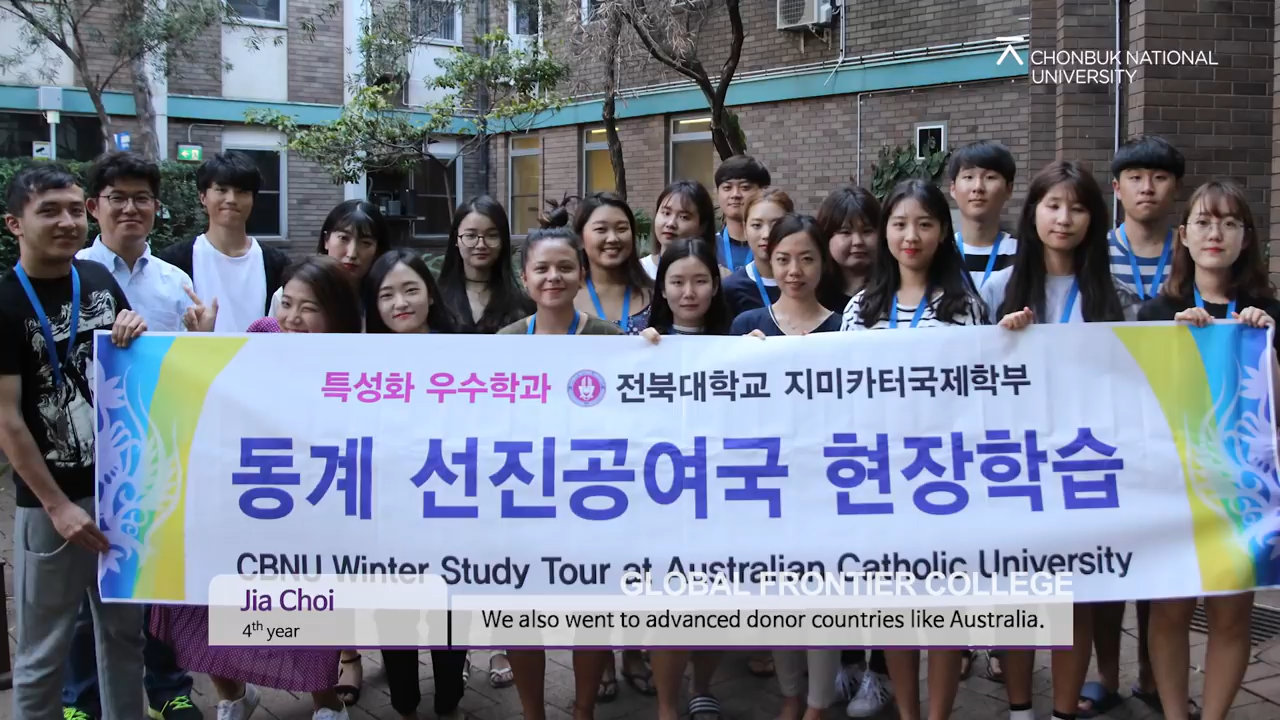 CHONBUK NATIONAL
UNIVERSITY
특성화 우수학과 전북대학교 지미카터국제학부
동계 선진공여국 현장학습
CBNU Winter Study Tour at Australian Catholic University
GLOBAL FRONTIER COLLEGE
Jia Choi
4th year
We also went to advanced donor countries like Australia.